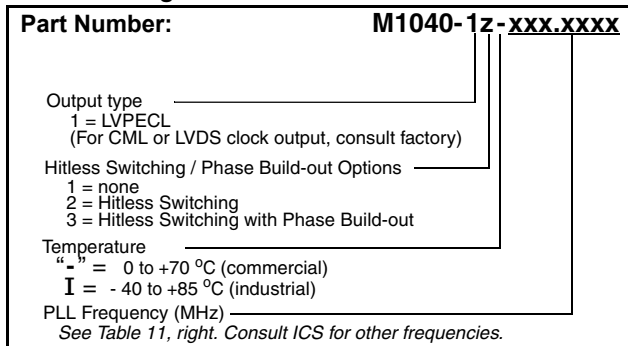 Part Number: M1040-1z-xxx.xxxx
Output type
1 = LVPECL
(For CML or LVDS clock output, consult factory)
Hitless Switching / Phase Build-out Options
1 = none
2 = Hitless Switching
3 = Hitless Switching with Phase Build-out
Temperature
“-” = 0 to +70 °C (commercial)
I = - 40 to +85 °C (industrial)
PLL Frequency (MHz)
See Table 11, right. Consult ICS for other frequencies.